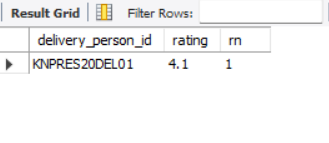 Result Grid Filter Rows:
delivery_person_id rating rn
KNPRES20DEL01 4.1 1